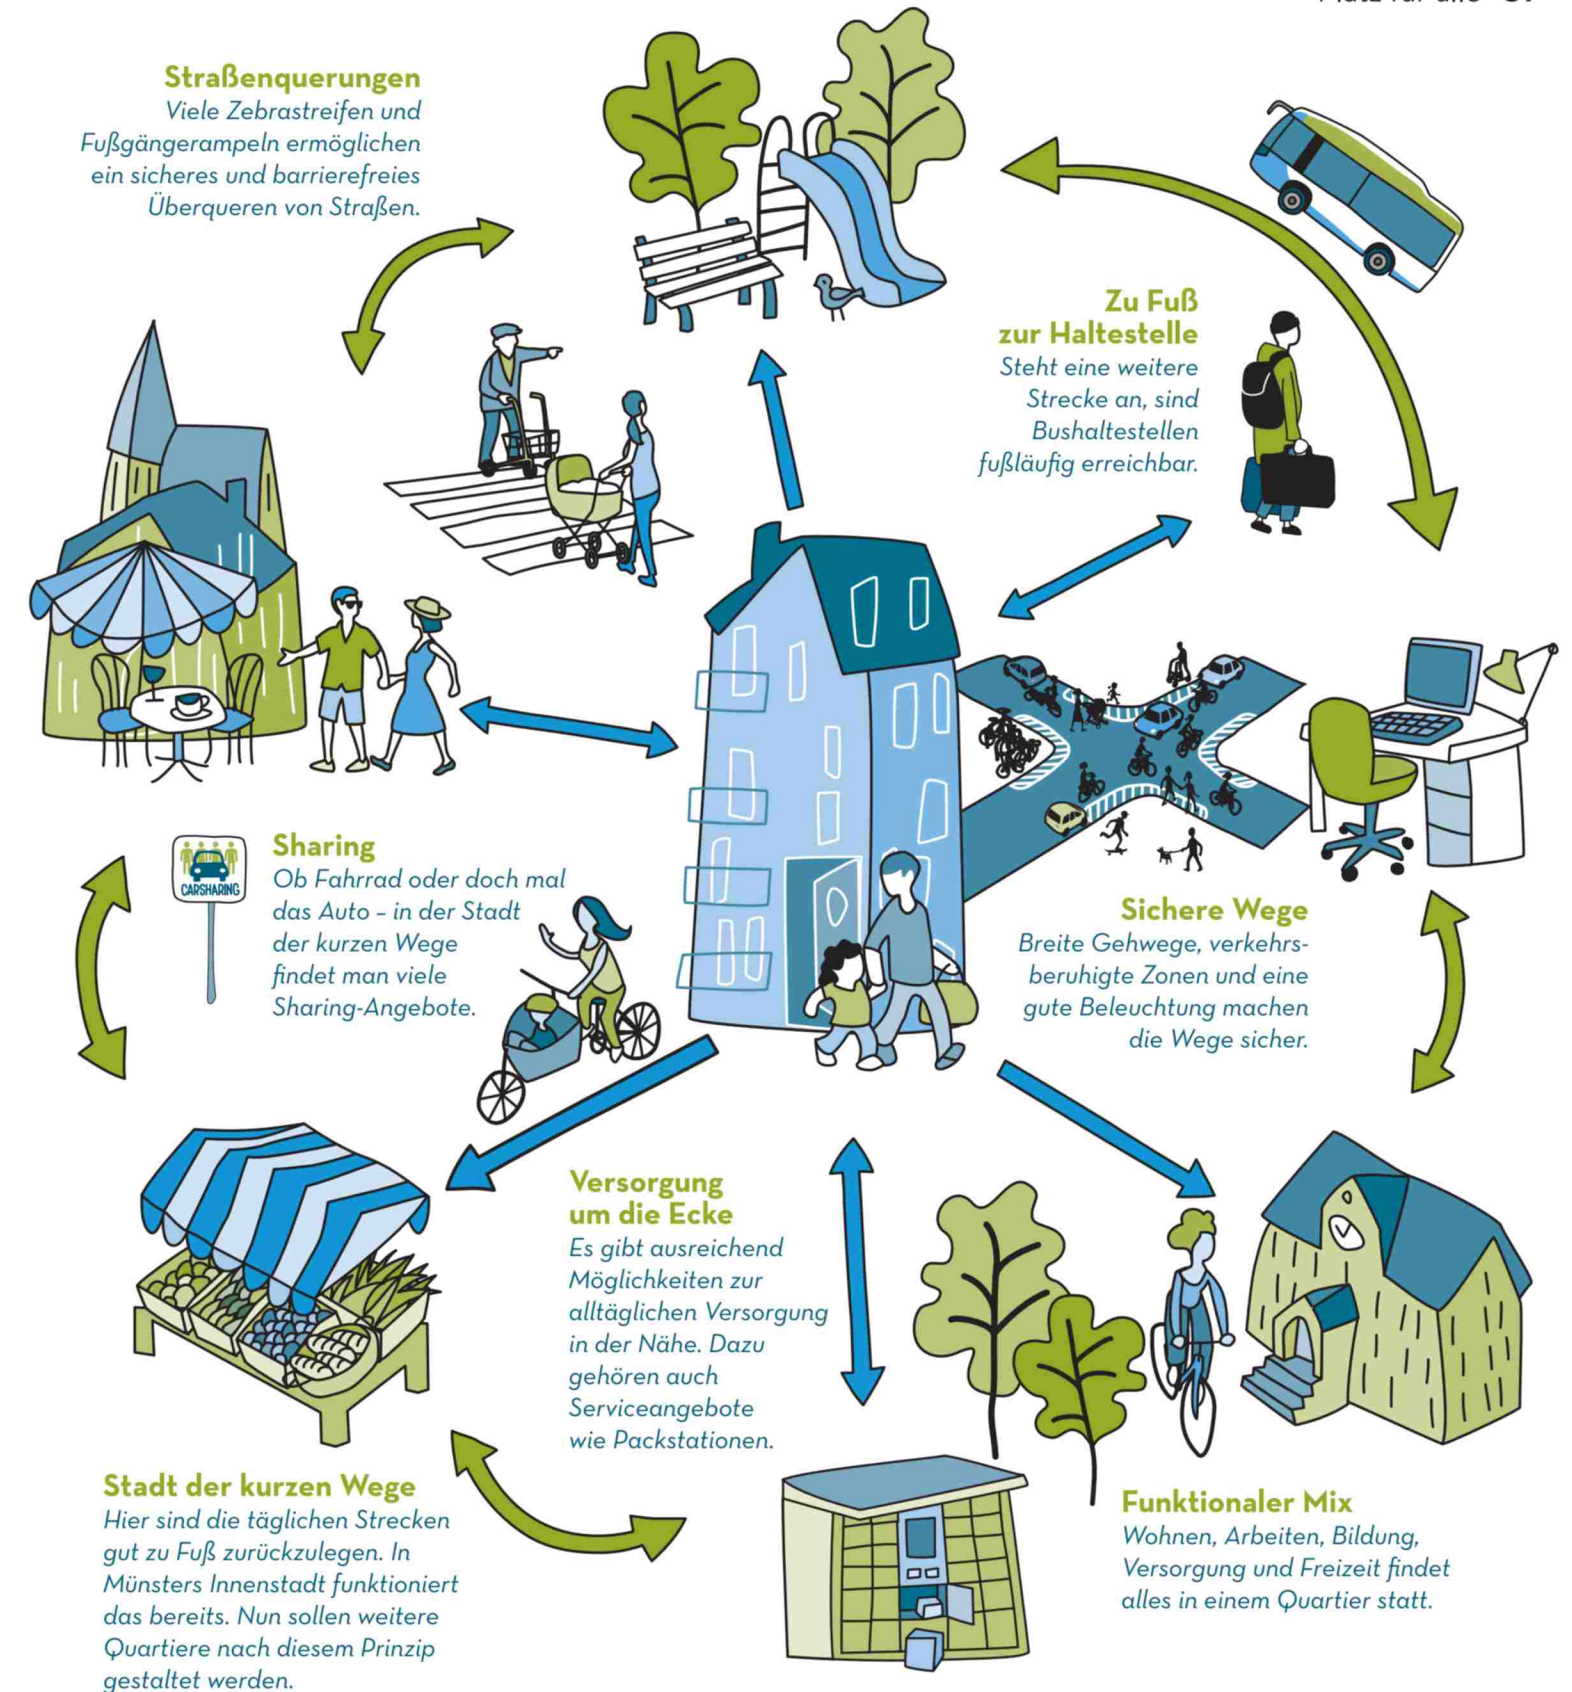 Straßenquerungen
Viele Zebrastreifen und
Fußgängerampeln ermöglichen
ein sicheres und barrierefreies
Überqueren von Straßen.
Zu Fuß
zur Haltestelle
Steht eine weitere
Strecke an, sind
Bushaltestellen
fußläufig erreichbar.
CARSHARING
Sharing
Ob Fahrrad oder doch mal
das Auto – in der Stadt
der kurzen Wege
findet man viele
Sharing-Angebote.
Sichere Wege
Breite Gehwege, verkehrs-
beruhigte Zonen und eine
gute Beleuchtung machen
die Wege sicher.
Versorgung
um die Ecke
Es gibt ausreichend
Möglichkeiten zur
alltäglichen Versorgung
in der Nähe. Dazu
gehören auch
Serviceangebote
wie Packstationen.
Stadt der kurzen Wege
Hier sind die täglichen Strecken
gut zu Fuß zurückzulegen. In
Münsters Innenstadt funktioniert
das bereits. Nun sollen weitere
Quartiere nach diesem Prinzip
gestaltet werden.
Funktionaler Mix
Wohnen, Arbeiten, Bildung,
Versorgung und Freizeit findet
alles in einem Quartier statt.